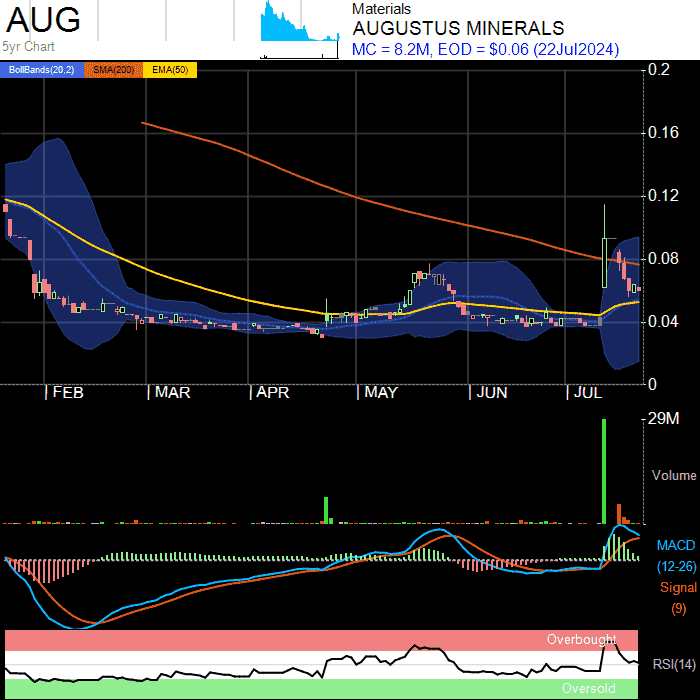 AUG
5yr Chart
Materials
AUGUSTUS MINERALS
MC = 8.2M, EOD = $0.06 (22Jul2024)
BollBands(20,2) SMA(200) EMA(50)
0.2
0.16
0.12
0.08
0.04
0
FEB MAR APR MAY JUN JUL
29M
Volume
MACD
(12-26)
Signal
(9)
Overbought
RSI(14)
Oversold